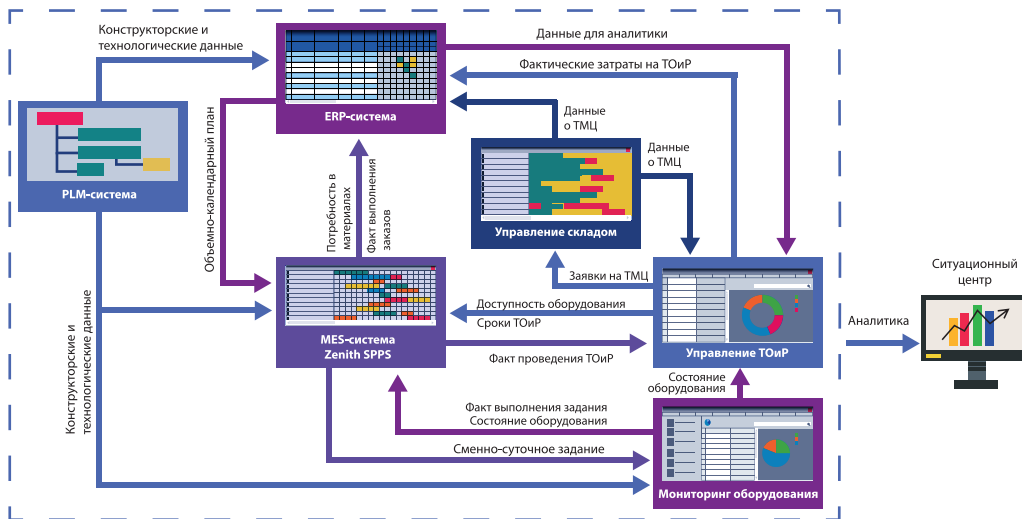 Конструкторские и
технологические данные
Данные для аналитики
Фактические затраты на ТОиР
ERP-система
Данные
о ТМЦ
Данные
о ТМЦ
PLM-система
Объемно-календарный план
Потребность в
материалах
Факт выполнения
заказов
Управление складом
Заявки на ТМЦ
Ситуационный
центр
Доступность оборудования
Сроки ТОиР
MES-система
Zenith SPPS
Факт проведения ТОиР
Управление ТОиР
Аналитика
Конструкторские и
технологические данные
Состояние
оборудования
Факт выполнения задания
Состояние оборудования
Сменно-суточное задание
Мониторинг оборудования